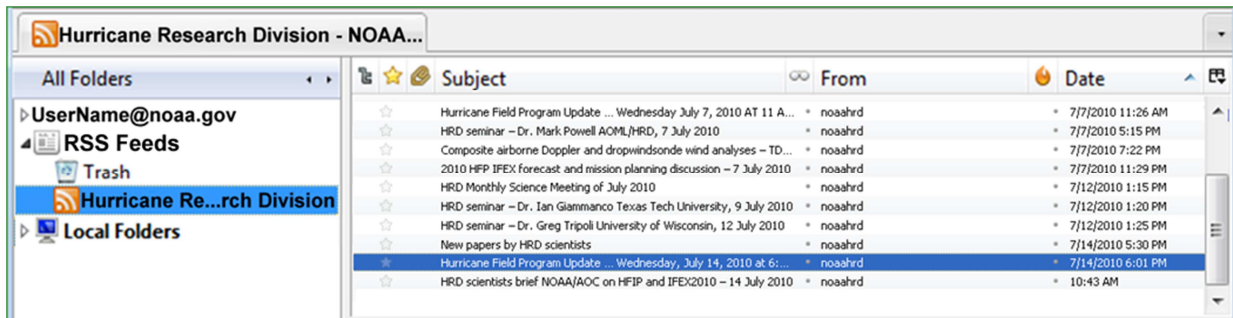 Hurricane Research Division - NOAA...
All Folders
Subject From Date
UserName@noaa.gov
RSS Feeds
Trash
Hurricane Re...rch Division
Local Folders
Hurricane Field Program Update ... Wednesday July 7, 2010 AT 11 A... noaahrd 7/7/2010 11:26 AM
HRD seminar – Dr. Mark Powell AOML/HRD, 7 July 2010 noaahrd 7/7/2010 5:15 PM
Composite airborne Doppler and dropwindsonde wind analyses – TD... noaahrd 7/7/2010 7:22 PM
2010 HFP IFEX forecast and mission planning discussion – 7 July 2010 noaahrd 7/7/2010 11:29 PM
HRD Monthly Science Meeting of July 2010 noaahrd 7/12/2010 1:15 PM
HRD seminar – Dr. Ian Giammanco Texas Tech University, 9 July 2010 noaahrd 7/12/2010 1:20 PM
HRD seminar – Dr. Greg Tripoli University of Wisconsin, 12 July 2010 noaahrd 7/12/2010 1:25 PM
New papers by HRD scientists noaahrd 7/14/2010 5:30 PM
Hurricane Field Program Update ... Wednesday, July 14, 2010 at 6:... noaahrd 7/14/2010 6:01 PM
HRD scientists brief NOAA/AOC on HFIP and IFEX2010 – 14 July 2010 noaahrd 10:43 AM